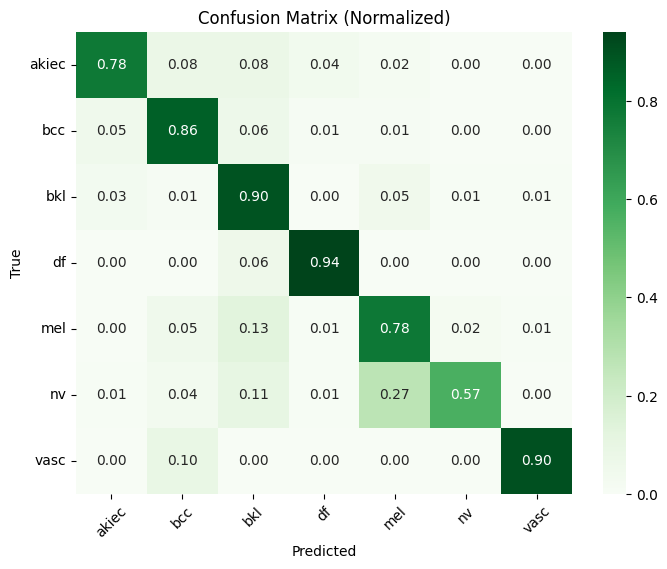 Confusion Matrix (Normalized)
akiec 0.78 0.08 0.08 0.04 0.02 0.00 0.00
bcc 0.05 0.86 0.06 0.01 0.01 0.00 0.00
bkl 0.03 0.01 0.90 0.00 0.05 0.01 0.01
df 0.00 0.00 0.06 0.94 0.00 0.00 0.00
mel 0.00 0.05 0.13 0.01 0.78 0.02 0.01
nv 0.01 0.04 0.11 0.01 0.27 0.57 0.00
vasc 0.00 0.10 0.00 0.00 0.00 0.00 0.90
akiec bcc bkl df mel nv vasc
Predicted
True
0.8
0.6
0.4
0.2
0.0